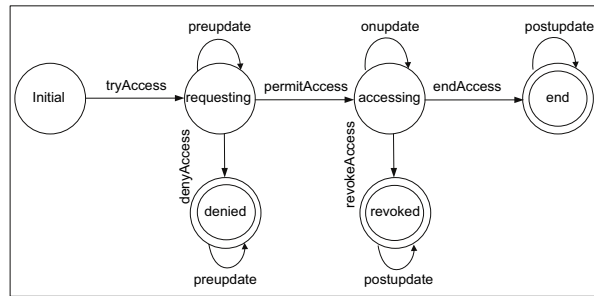 preupdate
onupdate
postupdate
Initial
tryAccess
requesting
permitAccess
accessing
endAccess
end
denyAccess
revokeAccess
denied
revoked
preupdate
postupdate